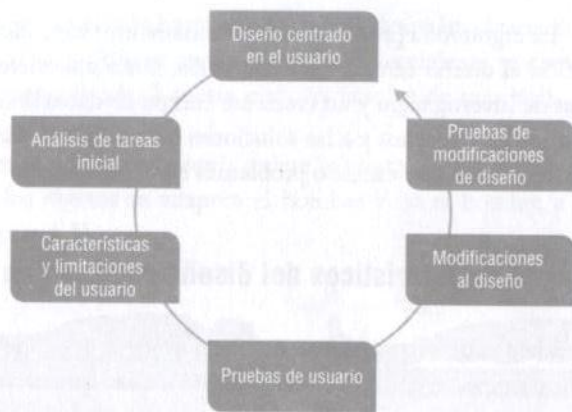 Diseño centrado
en el usuario
Análisis de tareas
inicial
Características
y limitaciones
del usuario
Pruebas de usuario
Modificaciones
al diseño
Pruebas de
modificaciones
de diseño